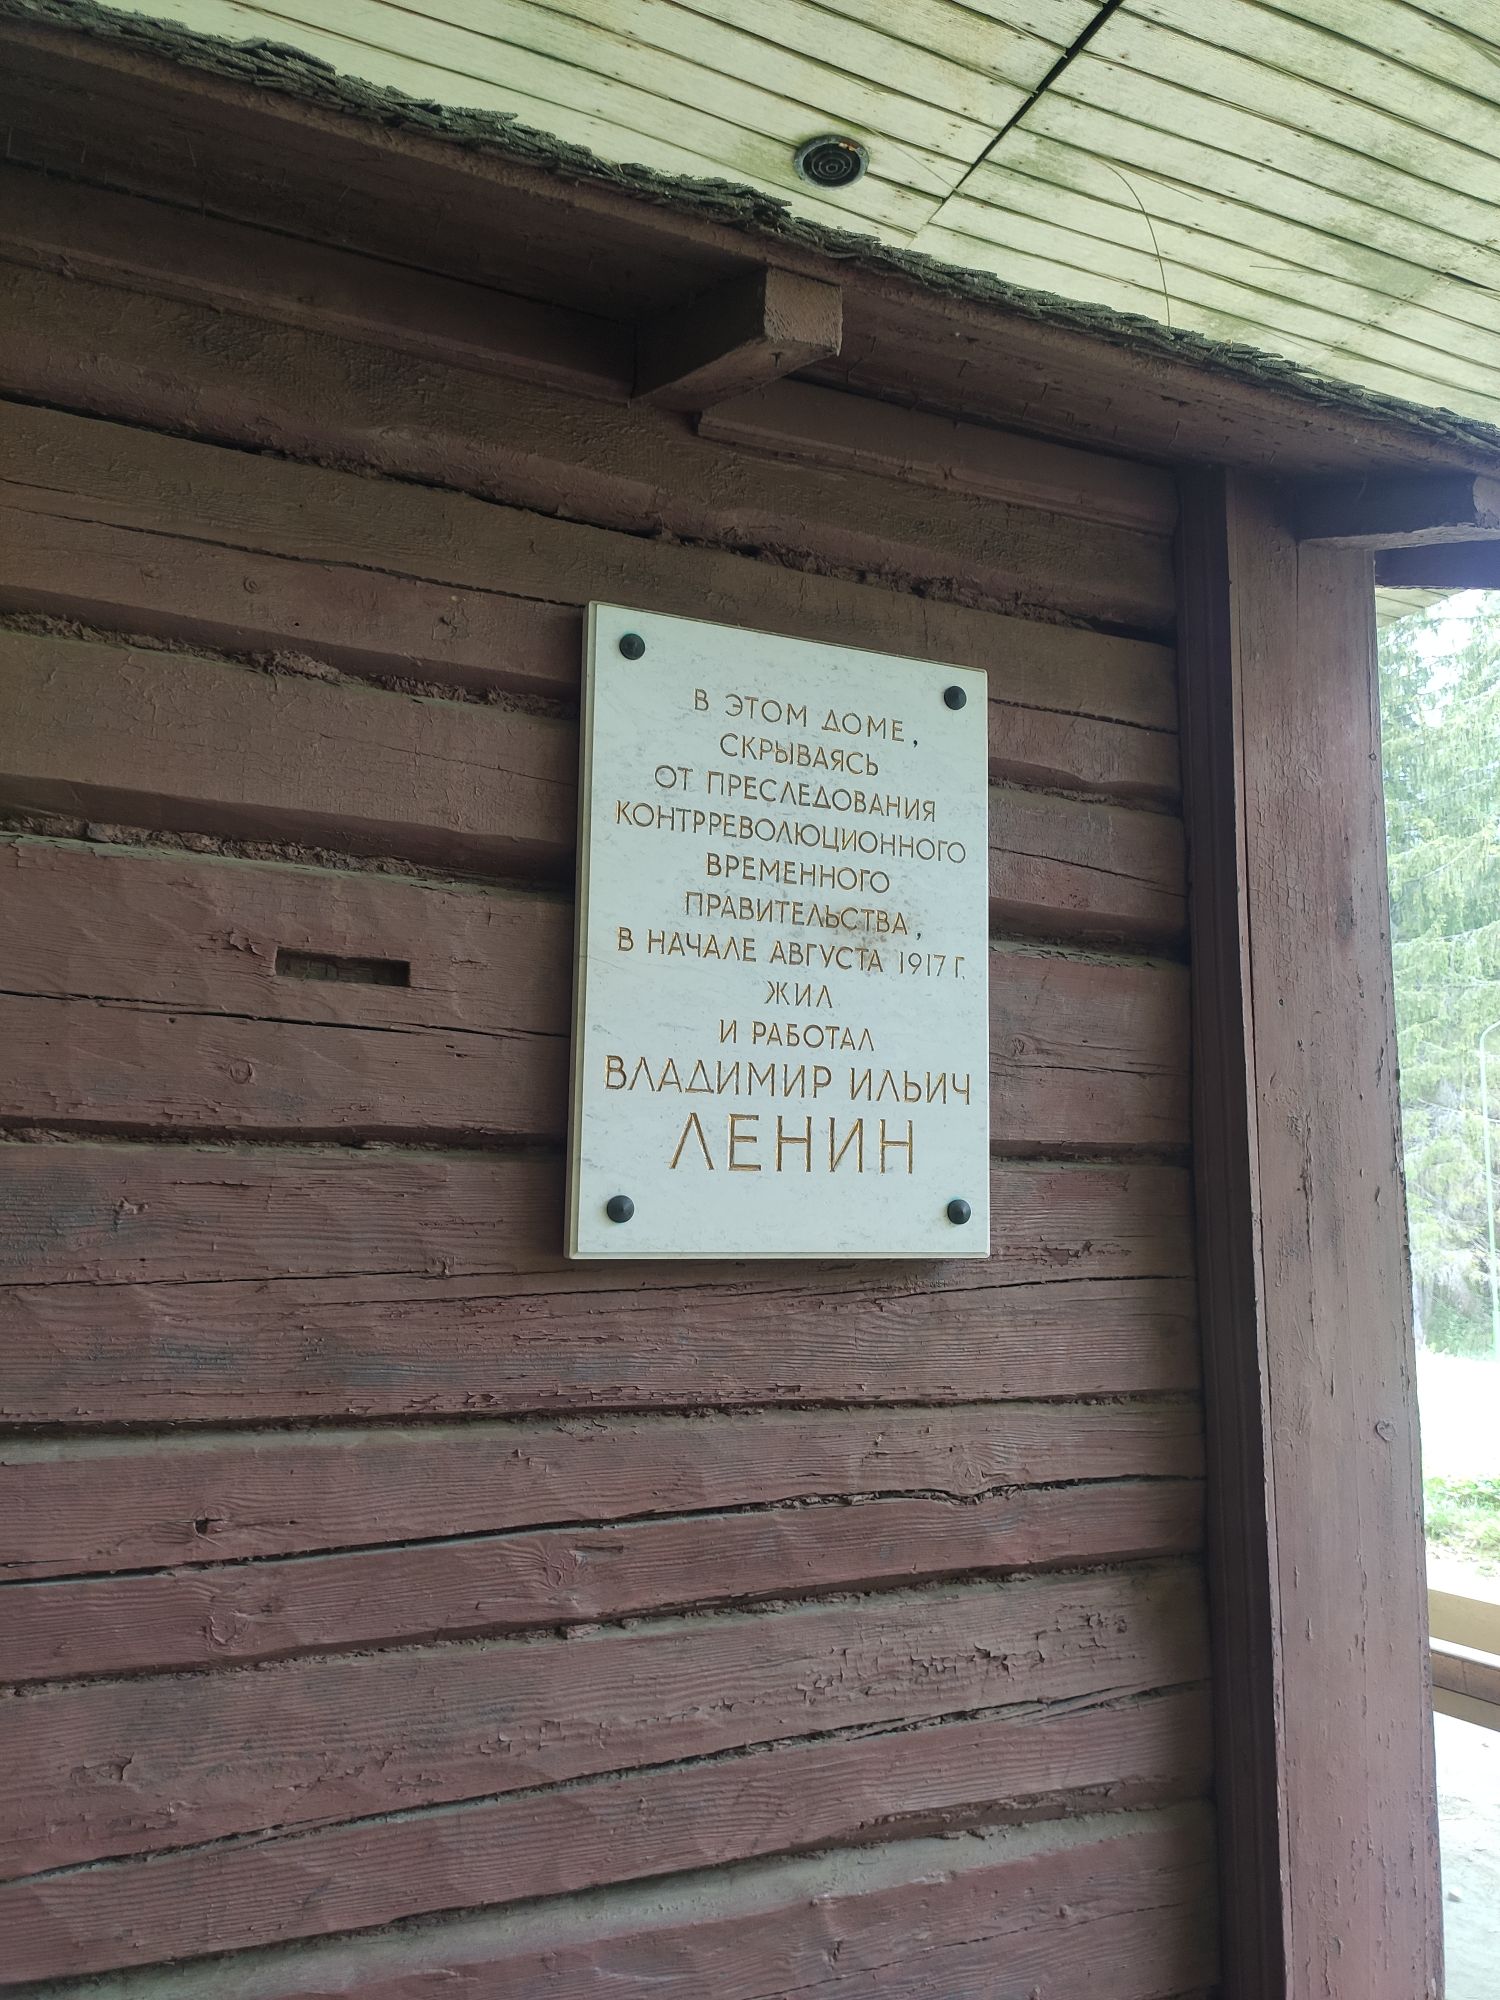 В ЭТОМ ДОМЕ,
СКРЫВАЯСЬ
ОТ ПРЕСЛЕДОВАНИЯ
КОНТРРЕВОЛЮЦИОННОГО
ВРЕМЕННОГО
ПРАВИТЕЛЬСТВА,
В НАЧАЛЕ АВГУСТА 1917 Г.
ЖИЛ
И РАБОТАЛ
ВЛАДИМИР ИЛЬИЧ
ЛЕНИН